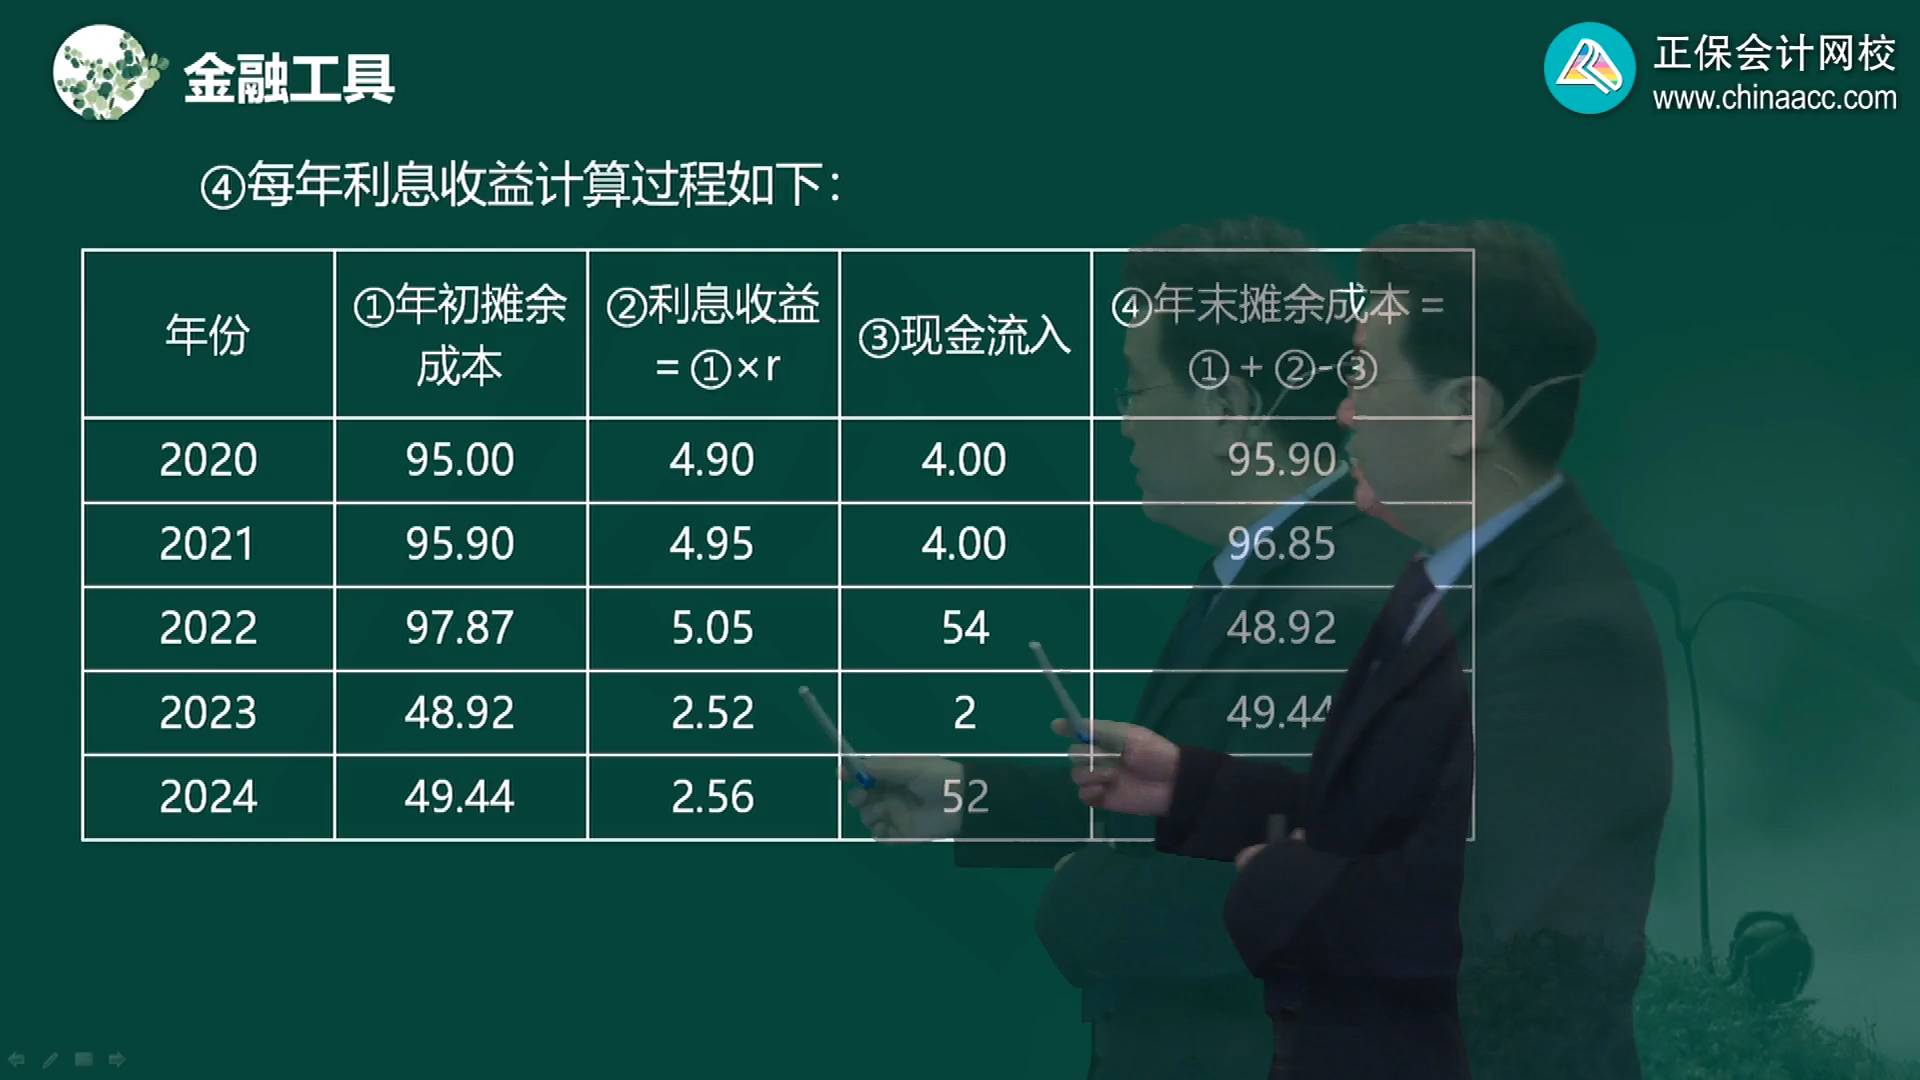 金融工具
正保会计网校
www.chinaacc.com
④每年利息收益计算过程如下：
年份 ①年初摊余成本 ②利息收益=①×r ③现金流入 ④年末摊余成本=①+②-③
2020 95.00 4.90 4.00 95.90
2021 95.90 4.95 4.00 96.85
2022 97.87 5.05 54 48.92
2023 48.92 2.52 2 49.44
2024 49.44 2.56 52